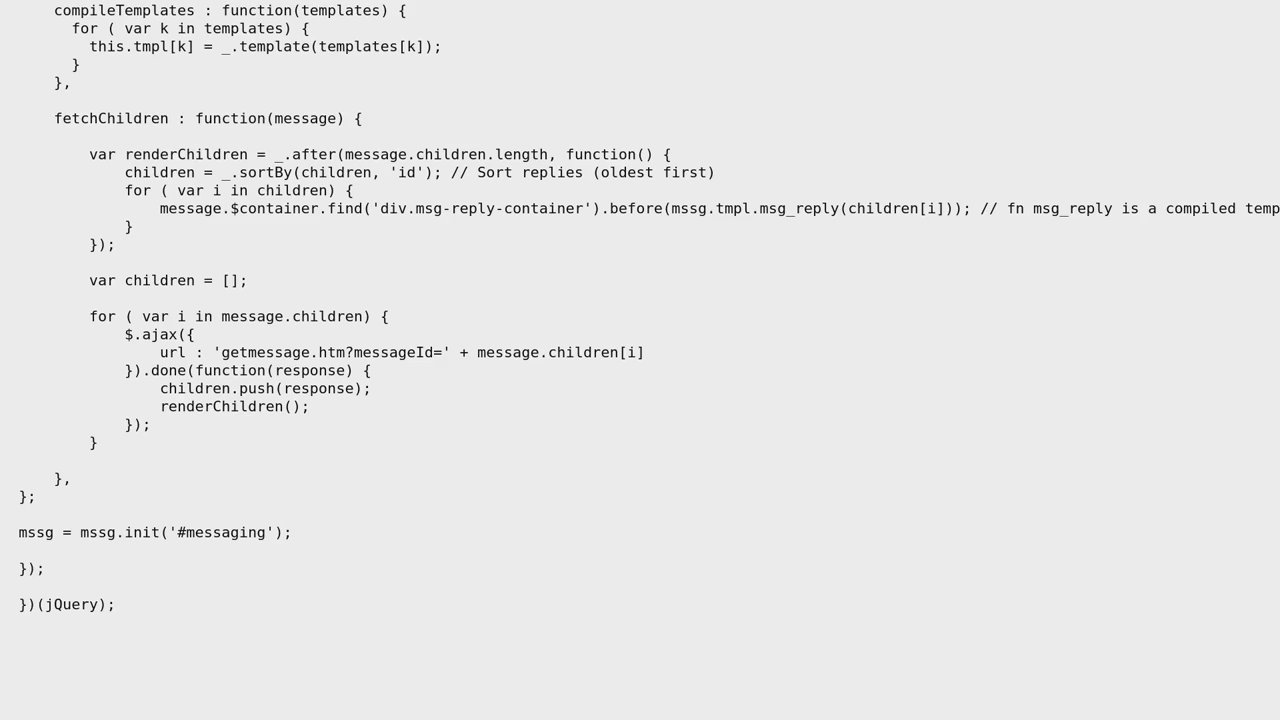 compileTemplates : function(templates) {
for ( var k in templates) {
this.tmpl[k] = _.template(templates[k]);
}
},
fetchChildren : function(message) {
var renderChildren = _.after(message.children.length, function() {
children = _.sortBy(children, 'id'); // Sort replies (oldest first)
for ( var i in children) {
message.$container.find('div.msg-reply-container').before(mssg.tmpl.msg_reply(children[i])); // fn msg_reply is a compiled temp
}
});
var children = [];
for ( var i in message.children) {
$.ajax({
url : 'getmessage.htm?messageId=' + message.children[i]
}).done(function(response) {
children.push(response);
renderChildren();
});
}
},
};
mssg = mssg.init('#messaging');
});
})(jQuery);